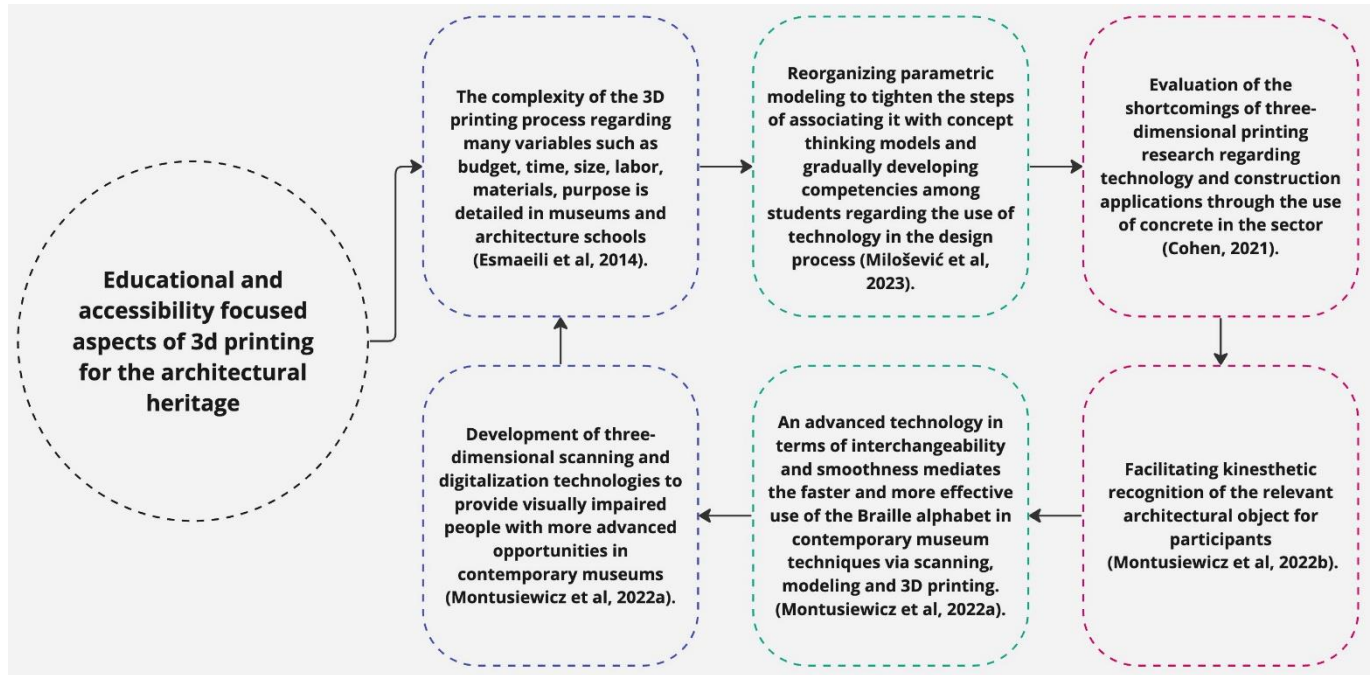 Educational and
accessibility focused
aspects of 3d printing
for the architectural
heritage
The complexity of the 3D
printing process regarding
many variables such as
budget, time, size, labor,
materials, purpose is
detailed in museums and
architecture schools
(Esmaeili et al, 2014).
Reorganizing parametric
modeling to tighten the steps
of associating it with concept
thinking models and
gradually developing
competencies among
students regarding the use of
technology in the design
process (Milošević et al,
2023).
Evaluation of the
shortcomings of three-
dimensional printing
research regarding
technology and construction
applications through the use
of concrete in the sector
(Cohen, 2021).
Facilitating kinesthetic
recognition of the relevant
architectural object for
participants
(Montusiewicz et al, 2022b).
An advanced technology in
terms of interchangeability
and smoothness mediates
the faster and more effective
use of the Braille alphabet in
contemporary museum
techniques via scanning,
modeling and 3D printing.
(Montusiewicz et al, 2022a).
Development of three-
dimensional scanning and
digitalization technologies to
provide visually impaired
people with more advanced
opportunities in
contemporary museums
(Montusiewicz et al, 2022a).